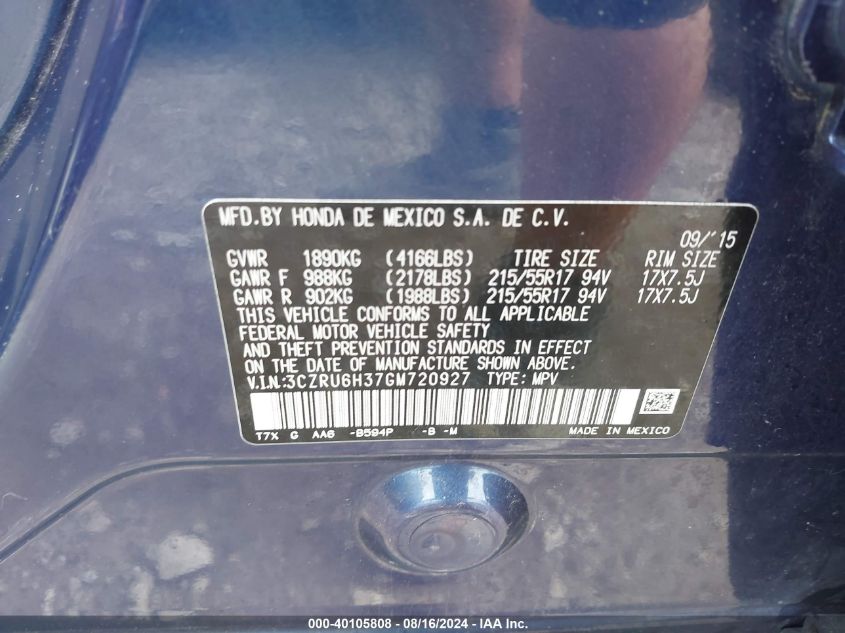 MFD.BY HONDA DE MEXICO S.A. DE C.V.
09/'15
GVWR 1890KG (4166LBS) TIRE SIZE RIM SIZE
GAWR F 988KG (2178LBS) 215/55R17 94V 17X7.5J
GAWR R 902KG (1988LBS) 215/55R17 94V 17X7.5J
THIS VEHICLE CONFORMS TO ALL APPLICABLE
FEDERAL MOTOR VEHICLE SAFETY
AND THEFT PREVENTION STANDARDS IN EFFECT
ON THE DATE OF MANUFACTURE SHOWN ABOVE.
V.I.N.:3CZRU6H37GM720927 TYPE: MPV
T7X G AA6 -B594P -B -M MADE IN MEXICO
000-40105808 - 08/16/2024 - Copyright © 2024 IAA, Inc.